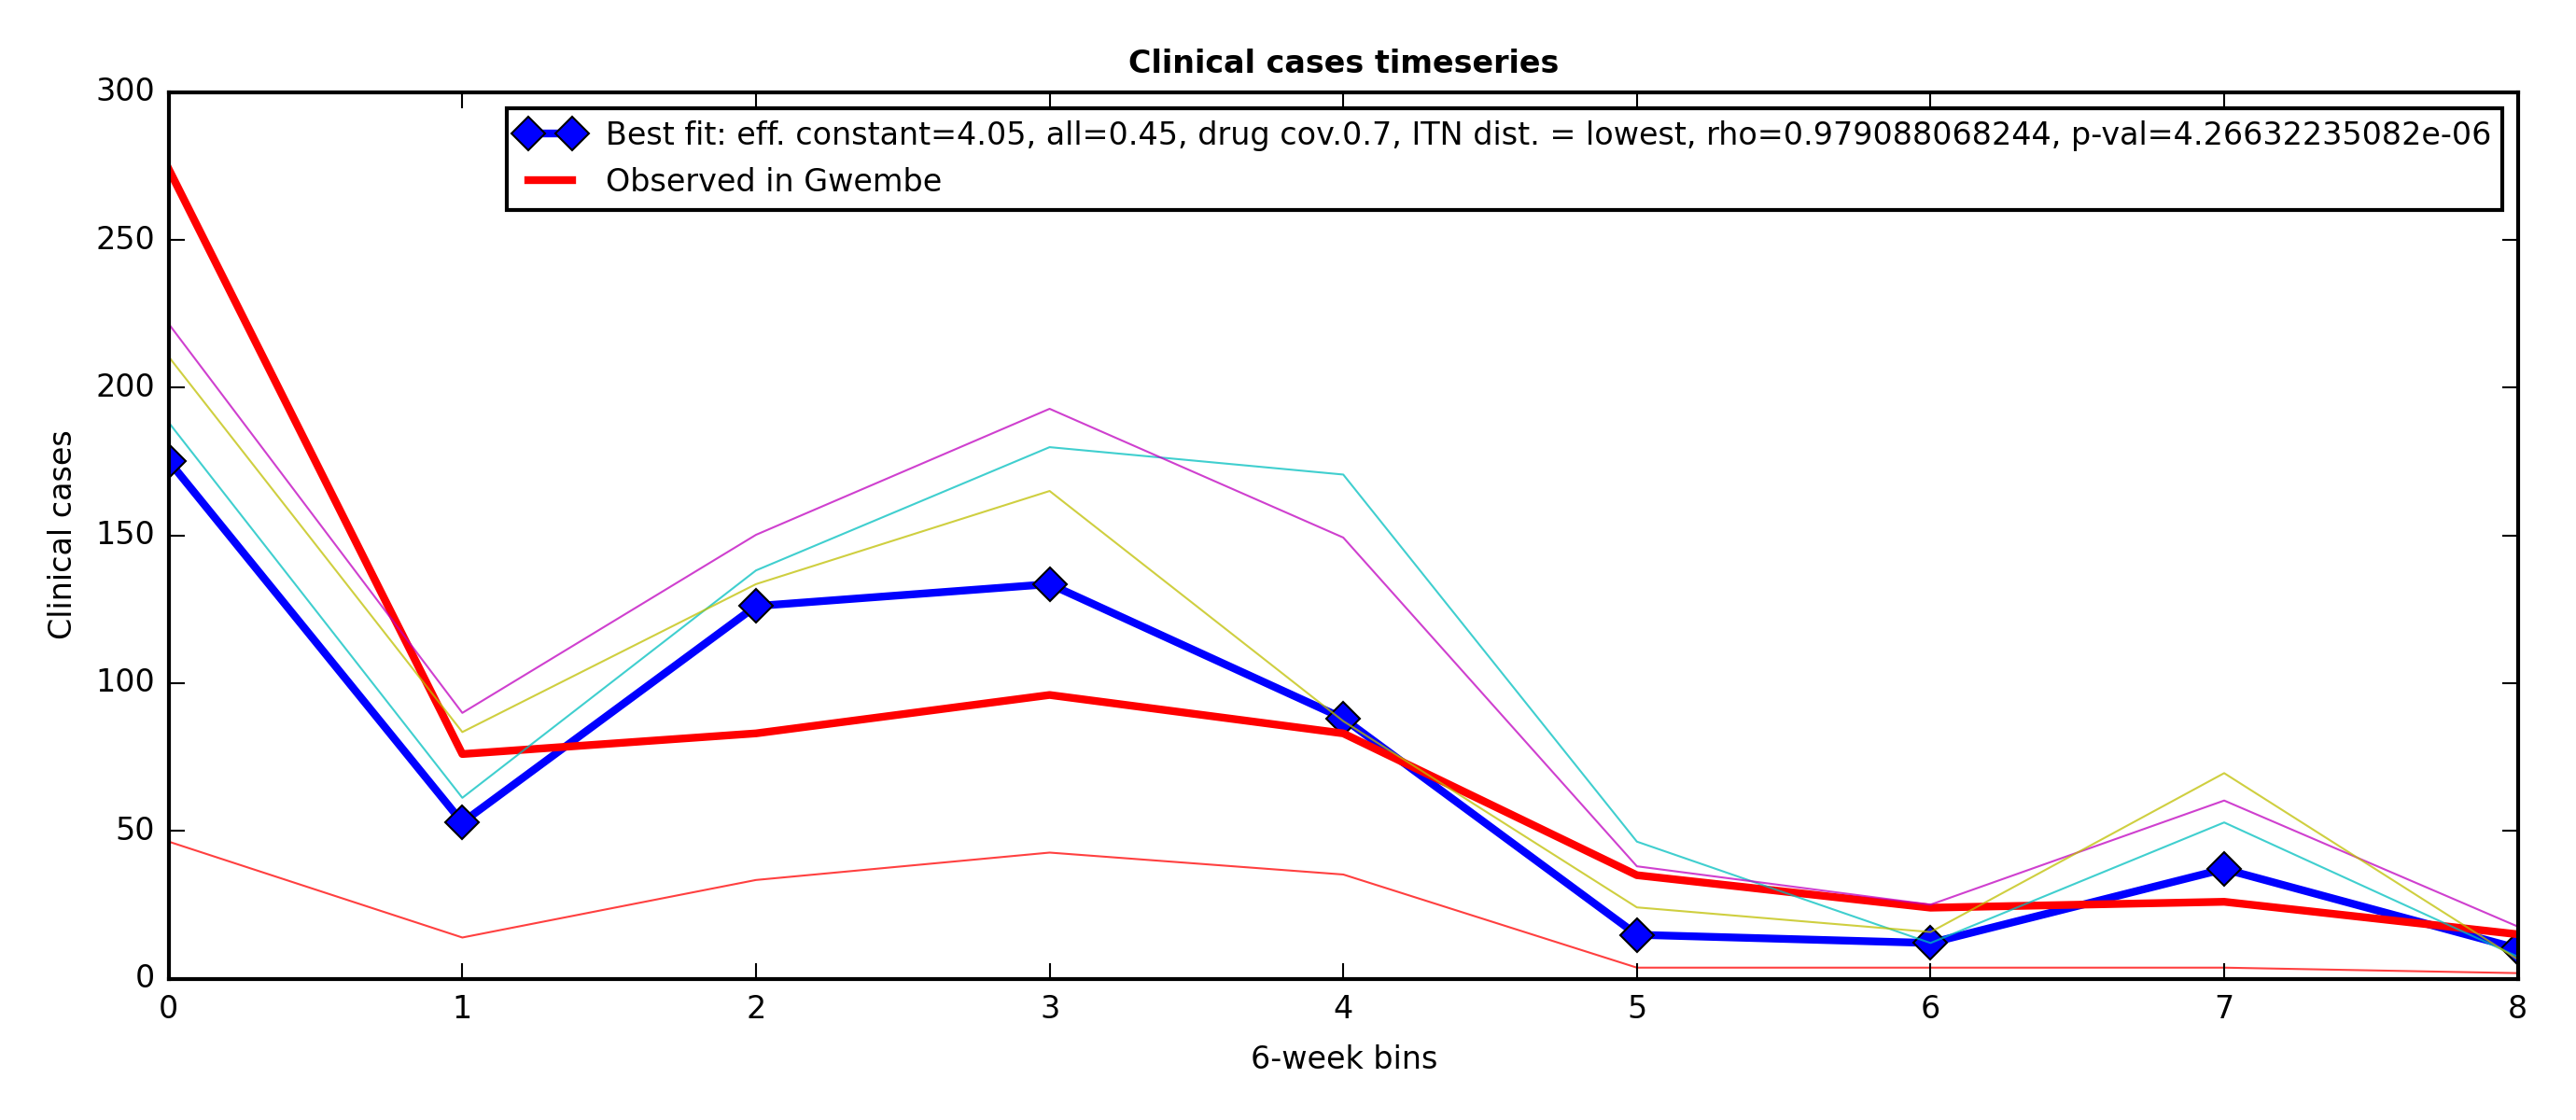 Clinical cases timeseries
Best fit: eff. constant=4.05, all=0.45, drug cov.0.7, ITN dist. = lowest, rho=0.979088068244, p-val=4.26632235082e-06
Observed in Gwembe
300
250
200
150
100
50
0
Clinical cases
0 1 2 3 4 5 6 7 8
6-week bins